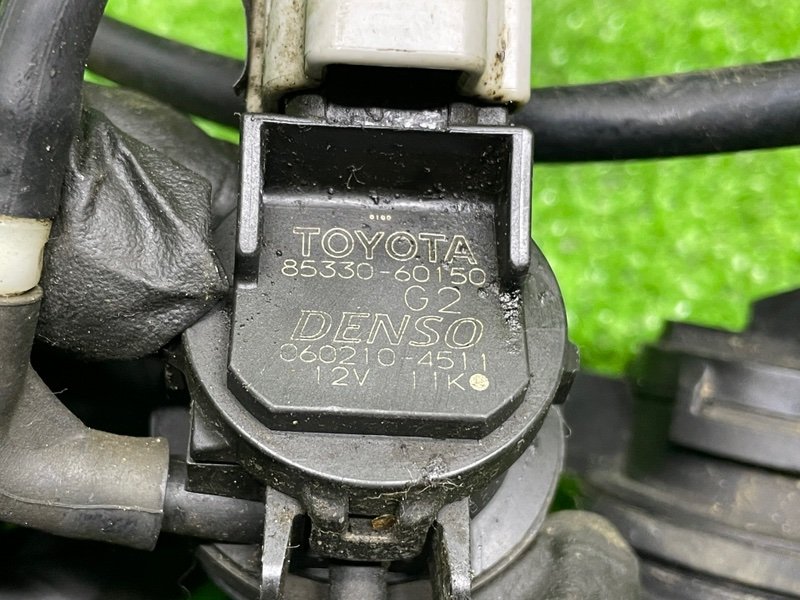 TOYOTA
85330-60150
G2
DENSO
060210-4511
12V 11K